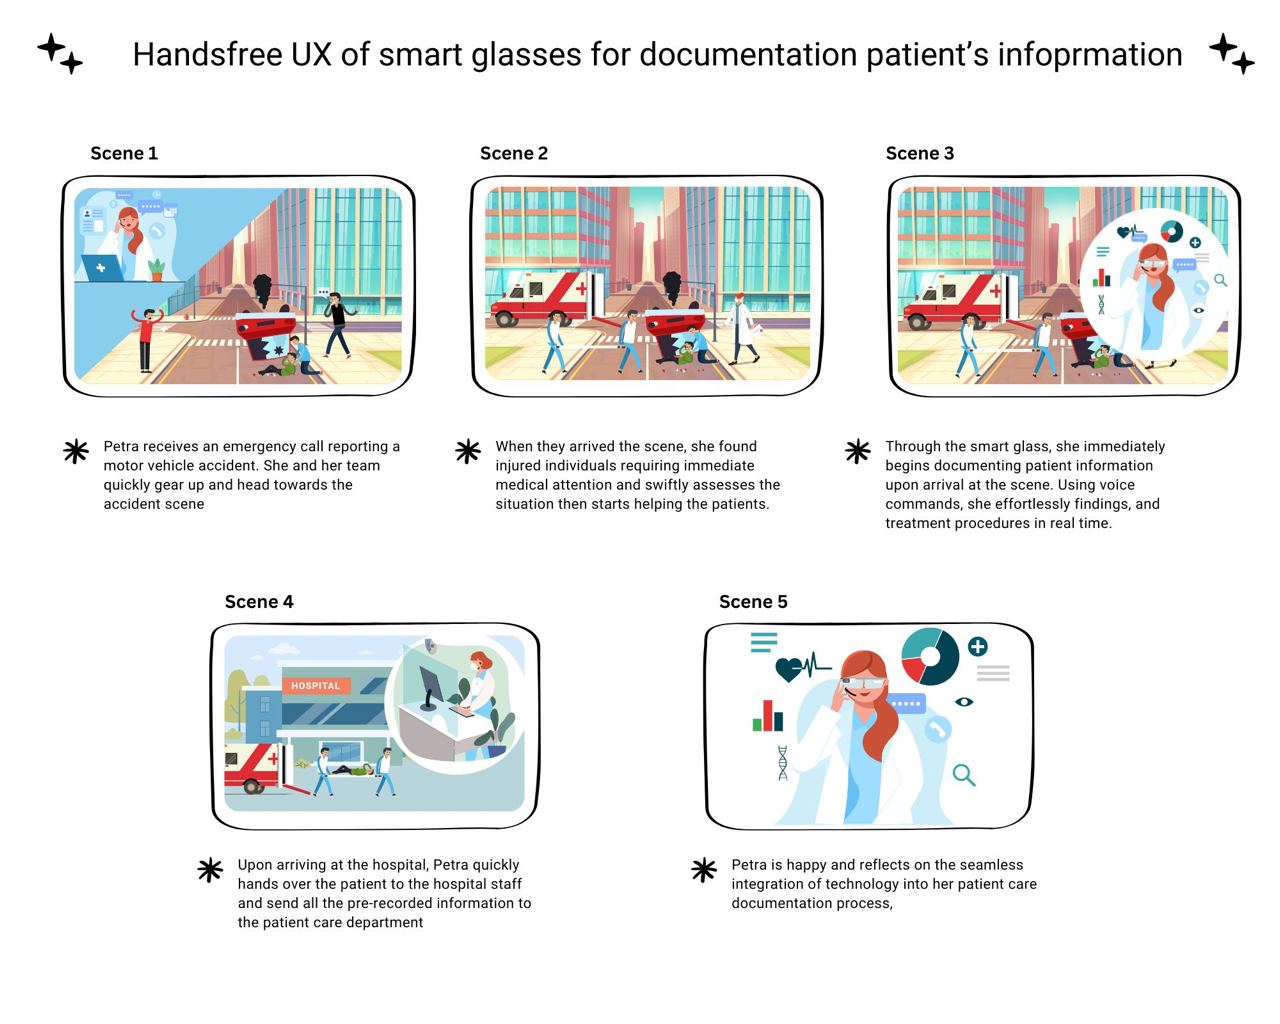 Handsfree UX of smart glasses for documentation patient's infoprmation
Scene 1
Scene 2
Scene 3
Petra receives an emergency call reporting a
motor vehicle accident. She and her team
quickly gear up and head towards the
accident scene
When they arrived the scene, she found
injured individuals requiring immediate
medical attention and swiftly assesses the
situation then starts helping the patients.
Through the smart glass, she immediately
begins documenting patient information
upon arrival at the scene. Using voice
commands, she effortlessly findings, and
treatment procedures in real time.
Scene 4
Scene 5
HOSPITAL
Upon arriving at the hospital, Petra quickly
hands over the patient to the hospital staff
and send all the pre-recorded information to
the patient care department
Petra is happy and reflects on the seamless
integration of technology into her patient care
documentation process,